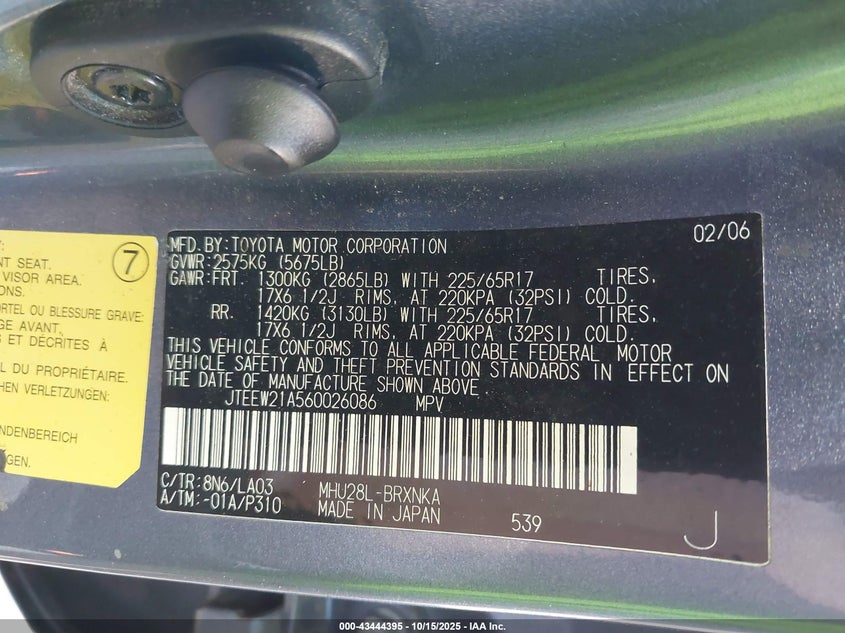 7
NT SEAT.
VISOR AREA.
ONS.
RTEL OU BLESSURE GRAVE:
GE AVANT,
S ET DÉCRITES À
L DU PROPRIÉTAIRE.
HEN VERLETZUNGEN:
NDENBEREICH
GEN.
MFD. BY: TOYOTA MOTOR CORPORATION 02/06
GVWR: 2575KG (5675LB)
GAWR: FRT. 1300KG (2865LB) WITH 225/65R17 TIRES,
17X6 1/2J RIMS, AT 220KPA (32PSI) COLD.
RR. 1420KG (3130LB) WITH 225/65R17 TIRES,
17X6 1/2J RIMS, AT 220KPA (32PSI) COLD.
THIS VEHICLE CONFORMS TO ALL APPLICABLE FEDERAL MOTOR
VEHICLE SAFETY AND THEFT PREVENTION STANDARDS IN EFFECT ON
THE DATE OF MANUFACTURE SHOWN ABOVE.
JTEEW21A560026086 MPV
C/TR: 8N6/LA03 MHU28L-BRXNKA
A/TM: -01A/P310 MADE IN JAPAN 539 J
000-43444395 - 10/15/2025 - IAA Inc.